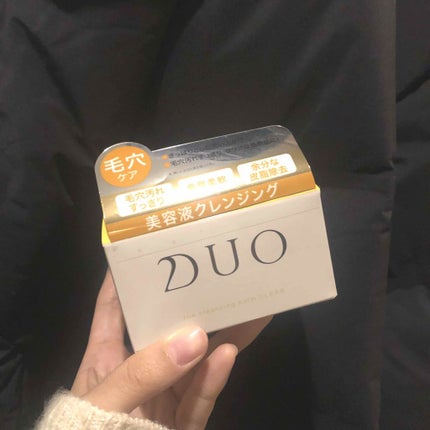 毛穴
ケア
毛穴汚れ
すっきり
角質柔軟
余分な
皮脂除去
美容液クレンジング
DUO
the cleansing balm CLEAR